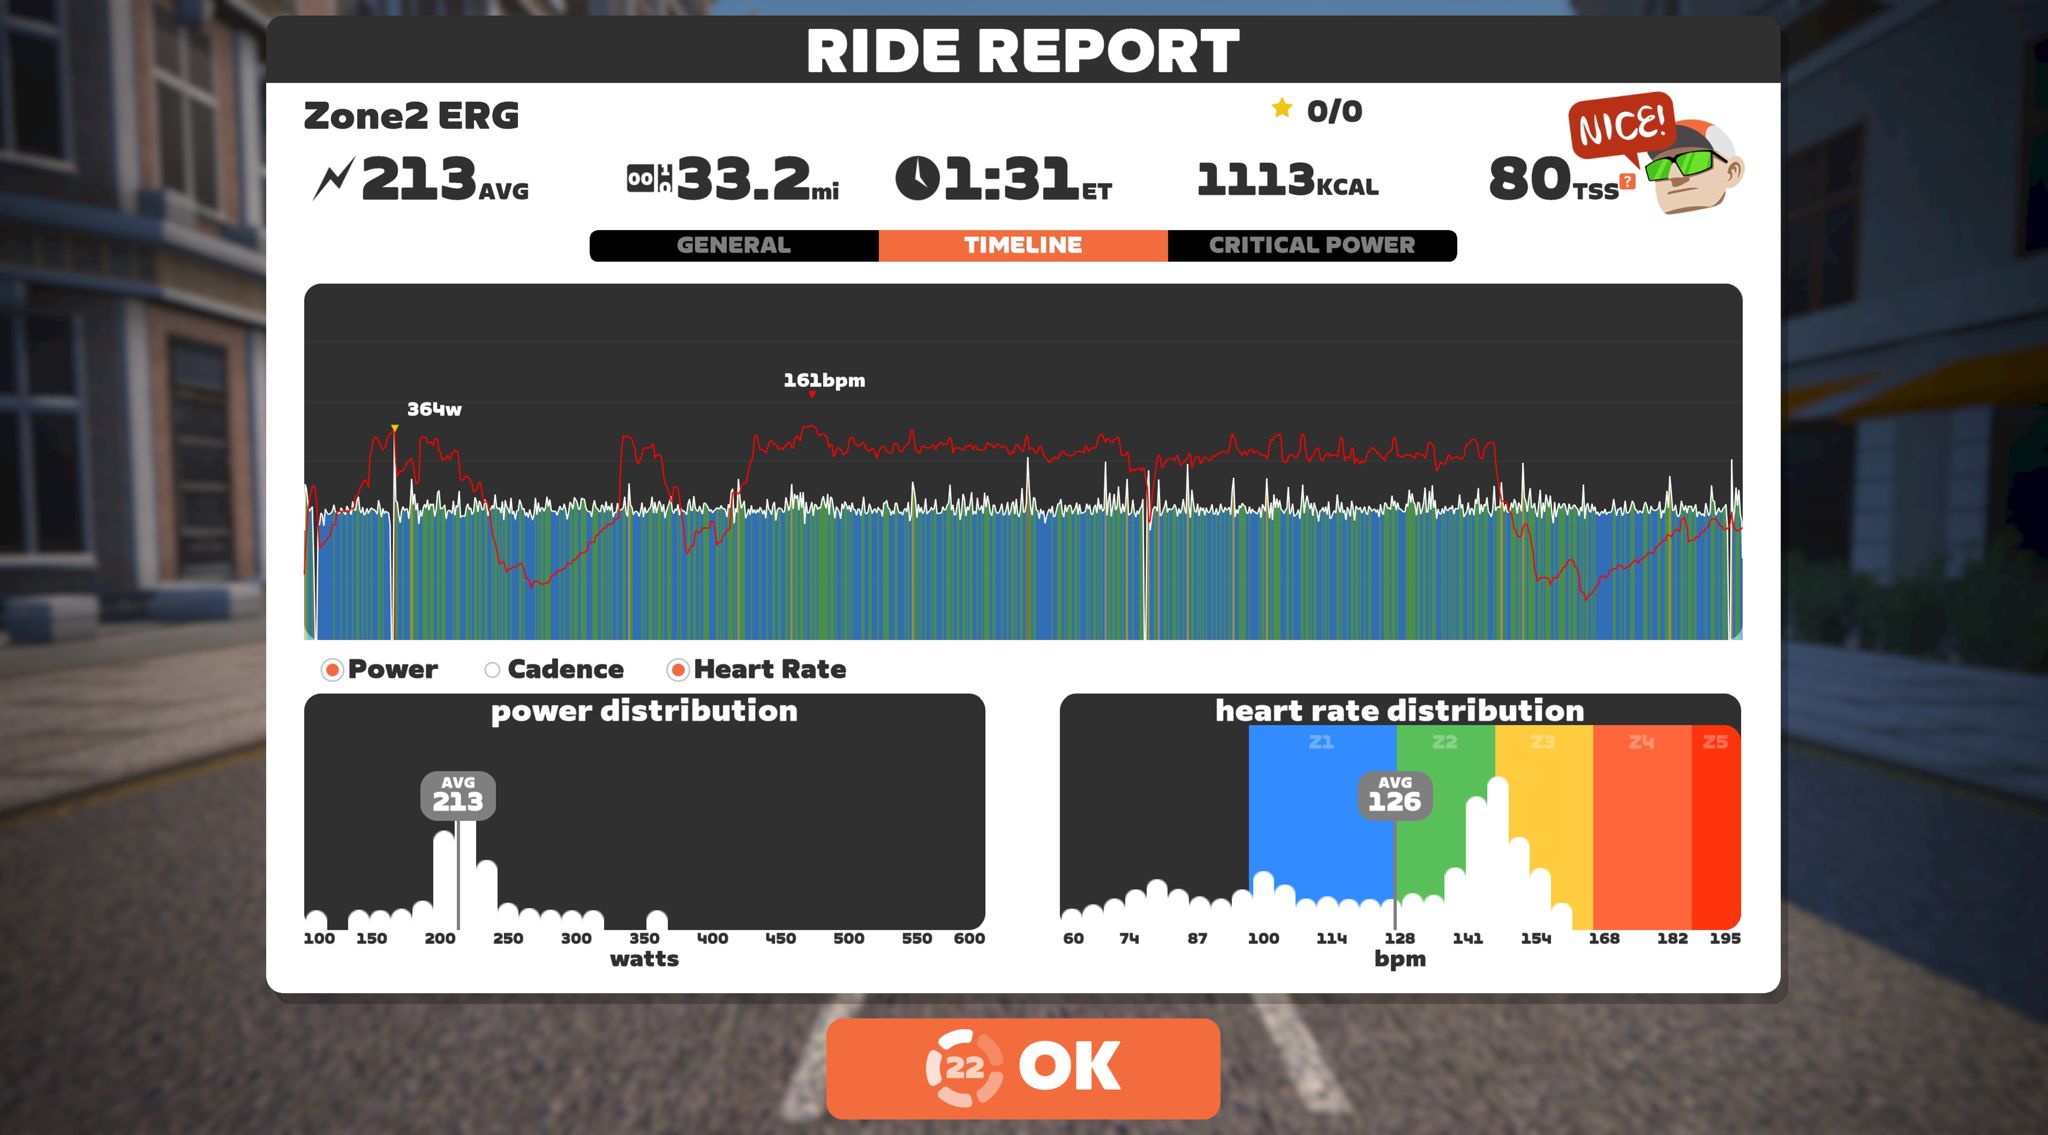 RIDE REPORT
Zone2 ERG
0/0
NICE!
213AVG
00
33.2mi
1:31ET
1113KCAL
80TSS?
GENERAL
TIMELINE
CRITICAL POWER
161bpm
364w
Power
Cadence
Heart Rate
power distribution
AVG
213
100 150 200 250 300 350 400 450 500 550 600
watts
heart rate distribution
Z1 Z2 Z3 Z4 Z5
AVG
126
60 74 87 100 114 128 141 154 168 182 195
bpm
22 OK